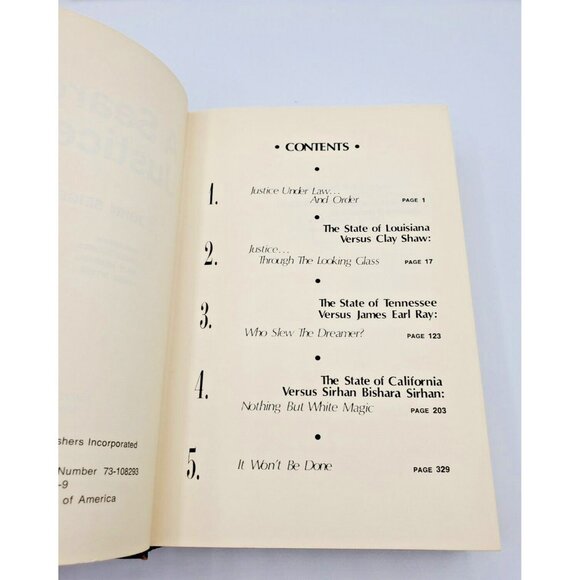 • CONTENTS •
1.
Justice Under Law...
And Order
PAGE 1
The State of Louisiana
Versus Clay Shaw:
2.
Justice...
Through The Looking Glass
PAGE 17
The State of Tennessee
Versus James Earl Ray:
3.
Who Slew The Dreamer?
PAGE 123
The State of California
Versus Sirhan Bishara Sirhan:
4.
Nothing But White Magic
PAGE 203
5.
It Won't Be Done
PAGE 329
shers Incorporated
Number 73-108293
-9
of America